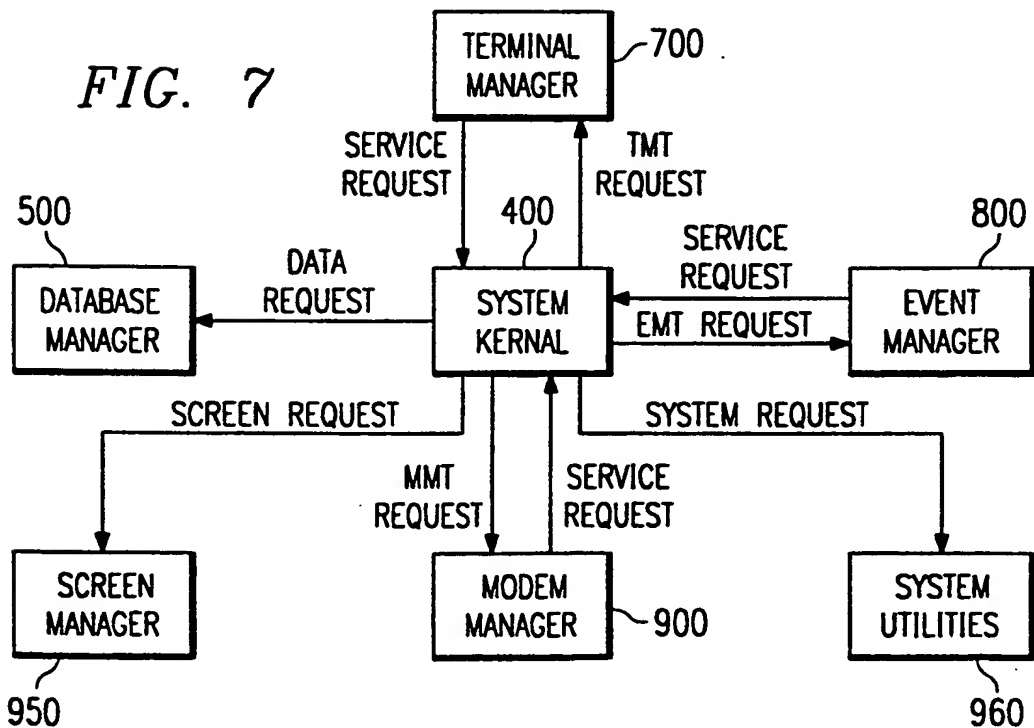 FIG. 7
TERMINAL
MANAGER
700
SERVICE
REQUEST
TMT
REQUEST
500
400
800
DATABASE
MANAGER
DATA
REQUEST
SYSTEM
KERNAL
SERVICE
REQUEST
EMT REQUEST
EVENT
MANAGER
SCREEN REQUEST
SYSTEM REQUEST
MMT
REQUEST
SERVICE
REQUEST
SCREEN
MANAGER
950
MODEM
MANAGER
900
SYSTEM
UTILITIES
960